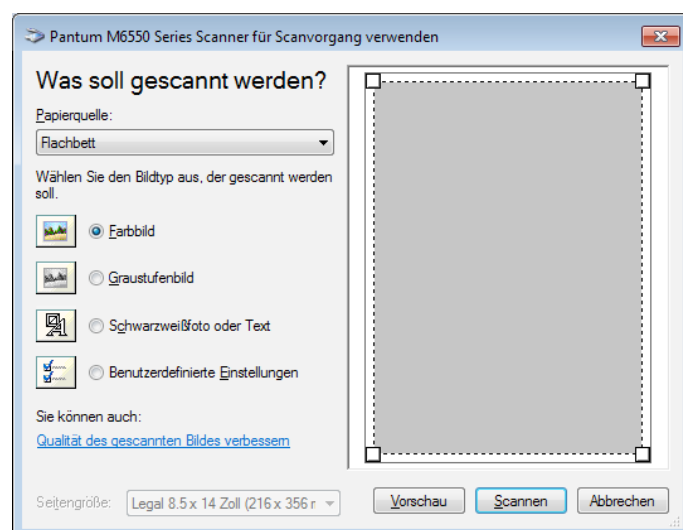 Pantum M6550 Series Scanner für Scanvorgang verwenden
Was soll gescannt werden?
Papierquelle:
Flachbett
Wählen Sie den Bildtyp aus, der gescannt werden
soll.
Farbbild
Graustufenbild
Schwarzweißfoto oder Text
Benutzerdefinierte Einstellungen
Sie können auch:
Qualität des gescannten Bildes verbessern
Seitengröße: Legal 8.5 x 14 Zoll (216 x 356 r
Vorschau Scannen Abbrechen